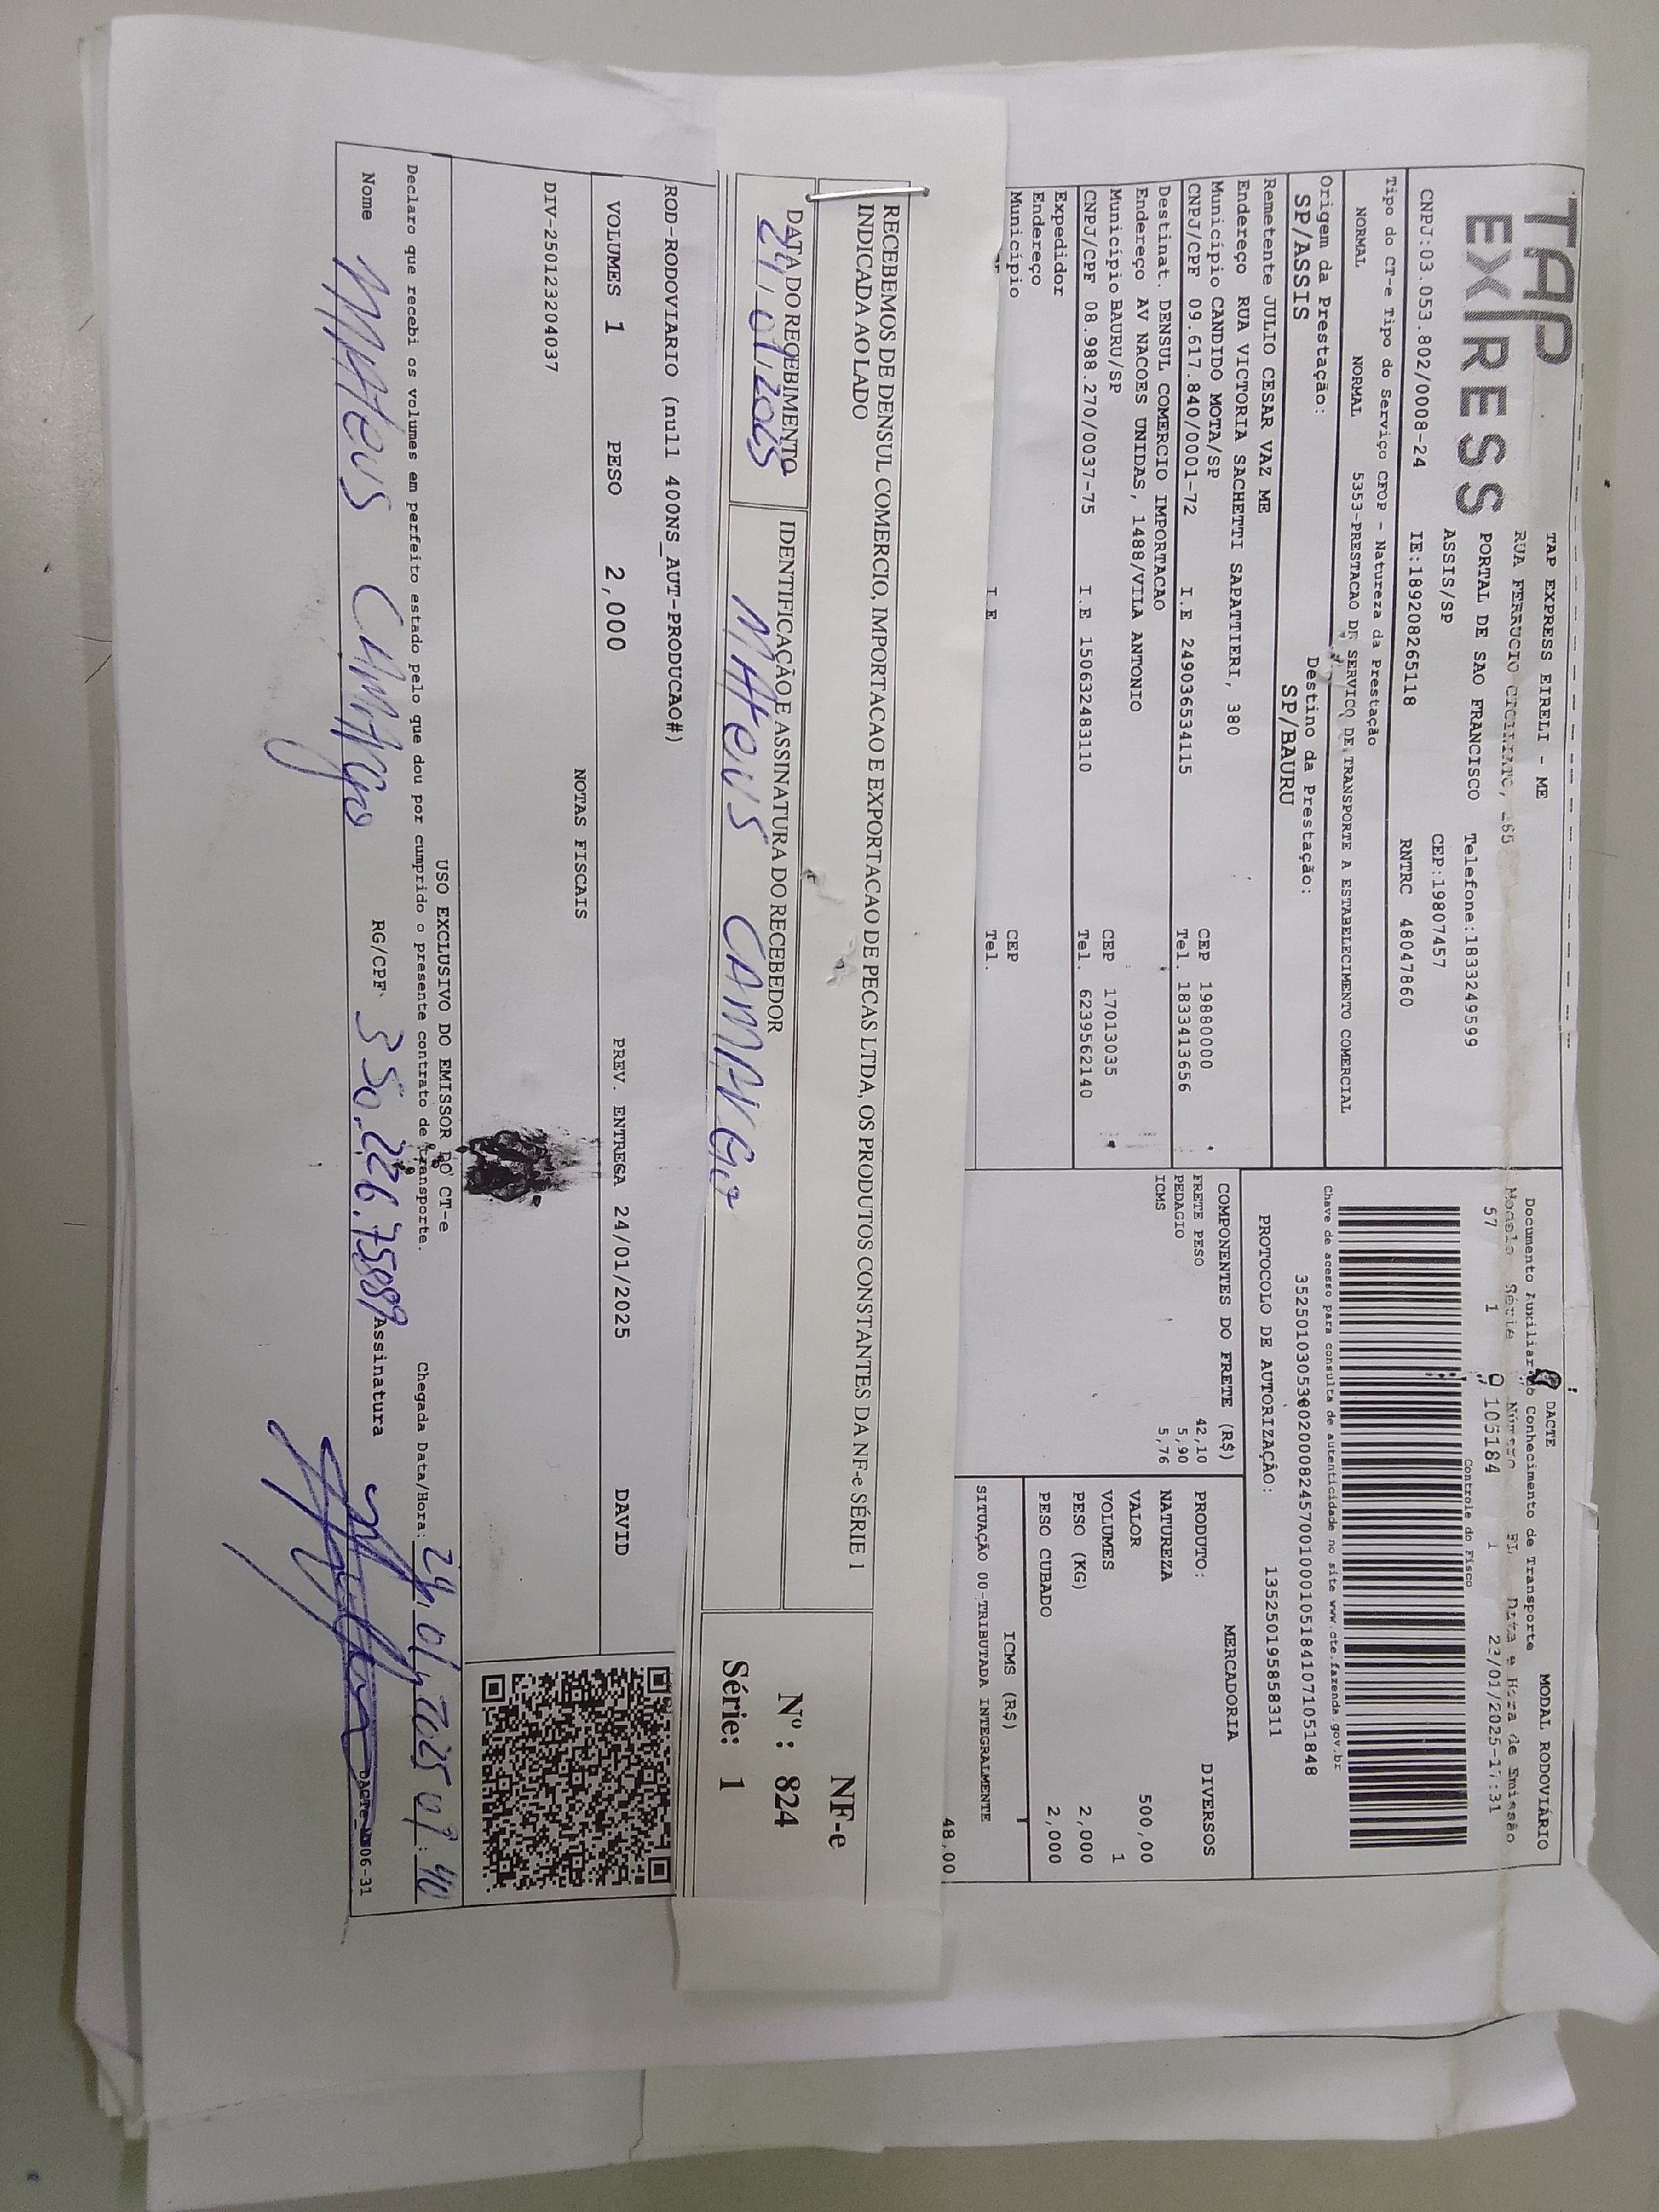 TAP EXPRESS
TAP EXPRESS EIRELI - ME
RUA FERRUCIO
PORTAL DE SAO FRANCISCO Telefone:1833249599
ASSIS/SP CEP:19807457
CNPJ:03.053.802/0008-24 IE:189208265118 RNTRC 48047860
Tipo do CT-e Tipo do Serviço CFOP - Natureza da Prestação
NORMAL NORMAL 5353-PRESTACAO DE SERVICO DE TRANSPORTE A ESTABELECIMENTO COMERCIAL
Origem da Prestação: Destino da Prestação:
SP/ASSIS SP/BAURU
Remetente JULIO CESAR VAZ ME
Endereço RUA VICTORIA SACHETTI SAPATTIERI, 380
Município CANDIDO MOTA/SP CEP 19880000
CNPJ/CPF 09.617.840/0001-72 I.E 249036534115 Tel. 1833413656
Destinat. DENSUL COMERCIO IMPORTACAO
Endereço AV NACOES UNIDAS, 1488/VILA ANTONIO
Município BAURU/SP CEP 17013035
CNPJ/CPF 08.988.270/0037-75 I.E 150632483110 Tel. 6239562140
Expedidor
Endereço
Município CEP
I E Tel.
DACTE MODAL RODOVIÁRIO
Documento Auxiliar do Conhecimento de Transporte
Modelo Série Número FL Data e Hora de Emissão
57 1 105184 1 23/01/2025-17:31
Controle do Fisco
Chave de acesso para consulta de autenticidade no site www.cte.fazenda.gov.br
35250103053802000824570010001051841071051848
PROTOCOLO DE AUTORIZAÇÃO: 135250195858311
COMPONENTES DO FRETE (R$)
FRETE PESO 42,10
PEDAGIO 5,90
ICMS 5,76
MERCADORIA
PRODUTO: DIVERSOS
NATUREZA
VALOR 500,00
VOLUMES 1
PESO (KG) 2,000
PESO CUBADO 2,000
ICMS (R$)
SITUAÇÃO 00-TRIBUTADA INTEGRALMENTE
48,00
RECEBEMOS DE DENSUL COMERCIO, IMPORTACAO E EXPORTACAO DE PECAS LTDA, OS PRODUTOS CONSTANTES DA NF-e SÉRIE 1
INDICADA AO LADO
DATA DO RECEBIMENTO IDENTIFICAÇÃO E ASSINATURA DO RECEBEDOR
24/01/2025 MATEUS CAMARGO
NF-e
Nº : 824
Série: 1
ROD-RODOVIARIO (null 400NS_AUT-PRODUCAO#)
VOLUMES 1 PESO 2,000 PREV. ENTREGA 24/01/2025 DAVID
NOTAS FISCAIS
DIV-2501232040​37
USO EXCLUSIVO DO EMISSOR DO CT-e
Declaro que recebi os volumes em perfeito estado pelo que dou por cumprido o presente contrato de transporte. Chegada Data/Hora: 24/01/2025 09:40
Nome MATEUS CAMARGO RG/CPF Assinatura
06-31